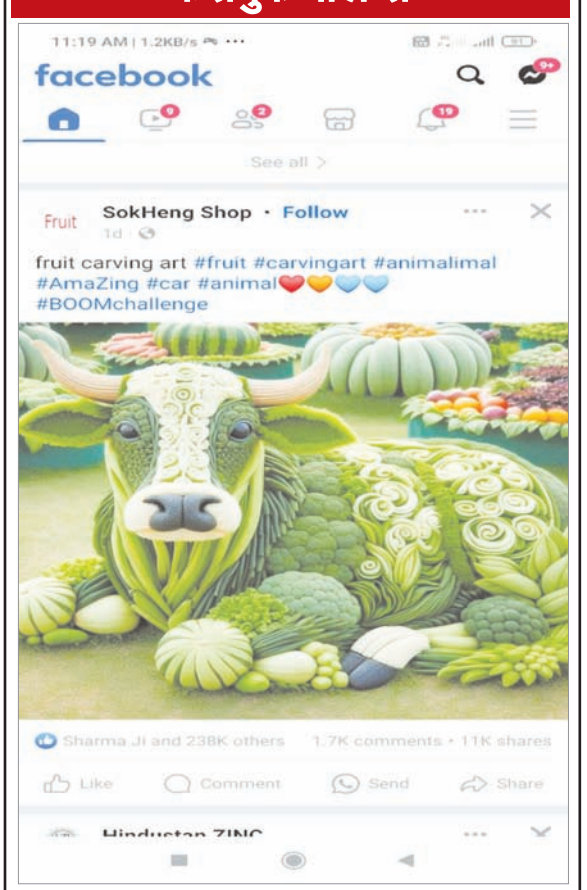 11:19 AM | 1.2KB/s ...
91
facebook
9+
9
2
19
See all >
Fruit
SokHeng Shop · Follow
1d ·
fruit carving art #fruit #carvingart #animalimal
#AmaZing #car #animal❤️🧡🩵🩵
#BOOMchallenge
Sharma Ji and 238K others 1.7K comments • 11K shares
Like Comment Send Share
Hindustan ZINC